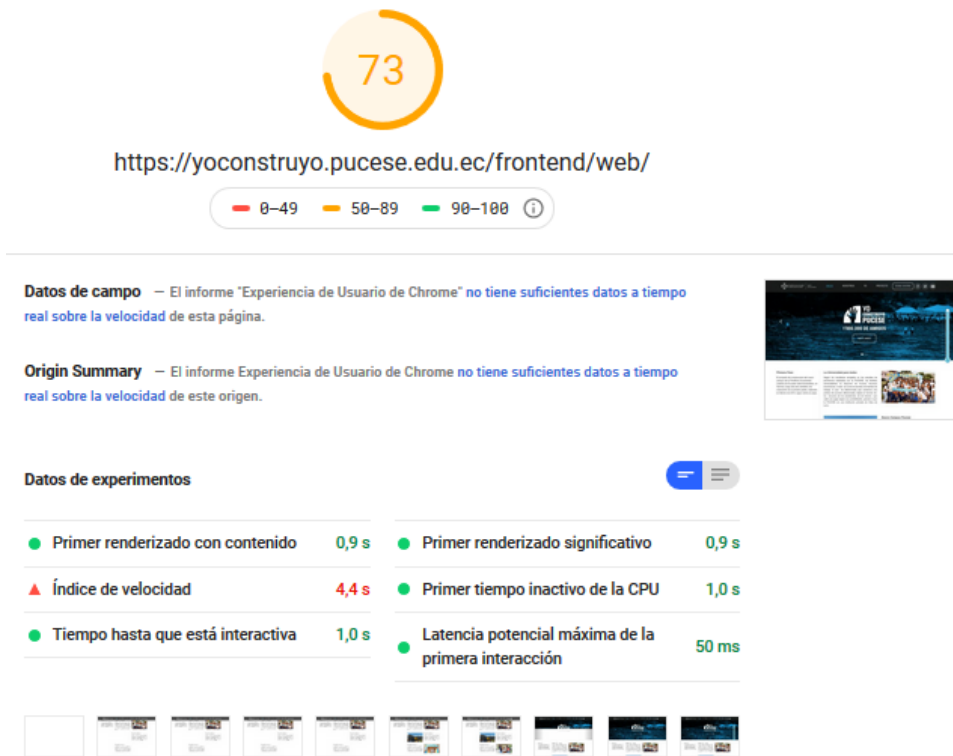 73
https://yoconstruyo.pucese.edu.ec/frontend/web/
0–49 50–89 90–100
Datos de campo — El informe "Experiencia de Usuario de Chrome" no tiene suficientes datos a tiempo
real sobre la velocidad de esta página.
Origin Summary — El informe Experiencia de Usuario de Chrome no tiene suficientes datos a tiempo
real sobre la velocidad de este origen.
YO
CONSTRUYO
PUCESE
Datos de experimentos
Primer renderizado con contenido 0,9 s
Primer renderizado significativo 0,9 s
Índice de velocidad 4,4 s
Primer tiempo inactivo de la CPU 1,0 s
Tiempo hasta que está interactiva 1,0 s
Latencia potencial máxima de la
primera interacción 50 ms